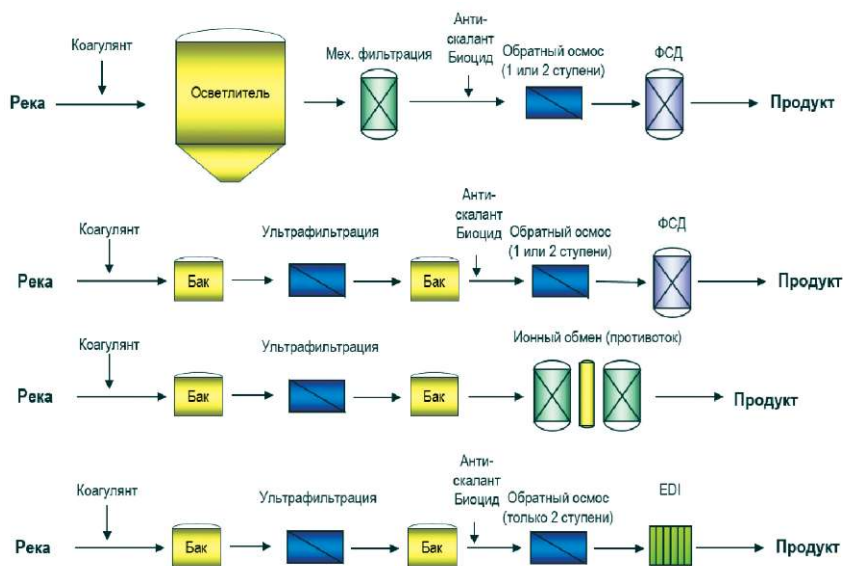 Коагулянт
Река
Осветлитель
Мех. фильтрация
Анти-
скалант
Биоцид
Обратный осмос
(1 или 2 ступени)
ФСД
Продукт
Коагулянт
Река
Бак
Ультрафильтрация
Бак
Анти-
скалант
Биоцид
Обратный осмос
(1 или 2 ступени)
ФСД
Продукт
Коагулянт
Река
Бак
Ультрафильтрация
Бак
Ионный обмен (противоток)
Продукт
Коагулянт
Река
Бак
Ультрафильтрация
Бак
Анти-
скалант
Биоцид
Обратный осмос
(только 2 ступени)
EDI
Продукт